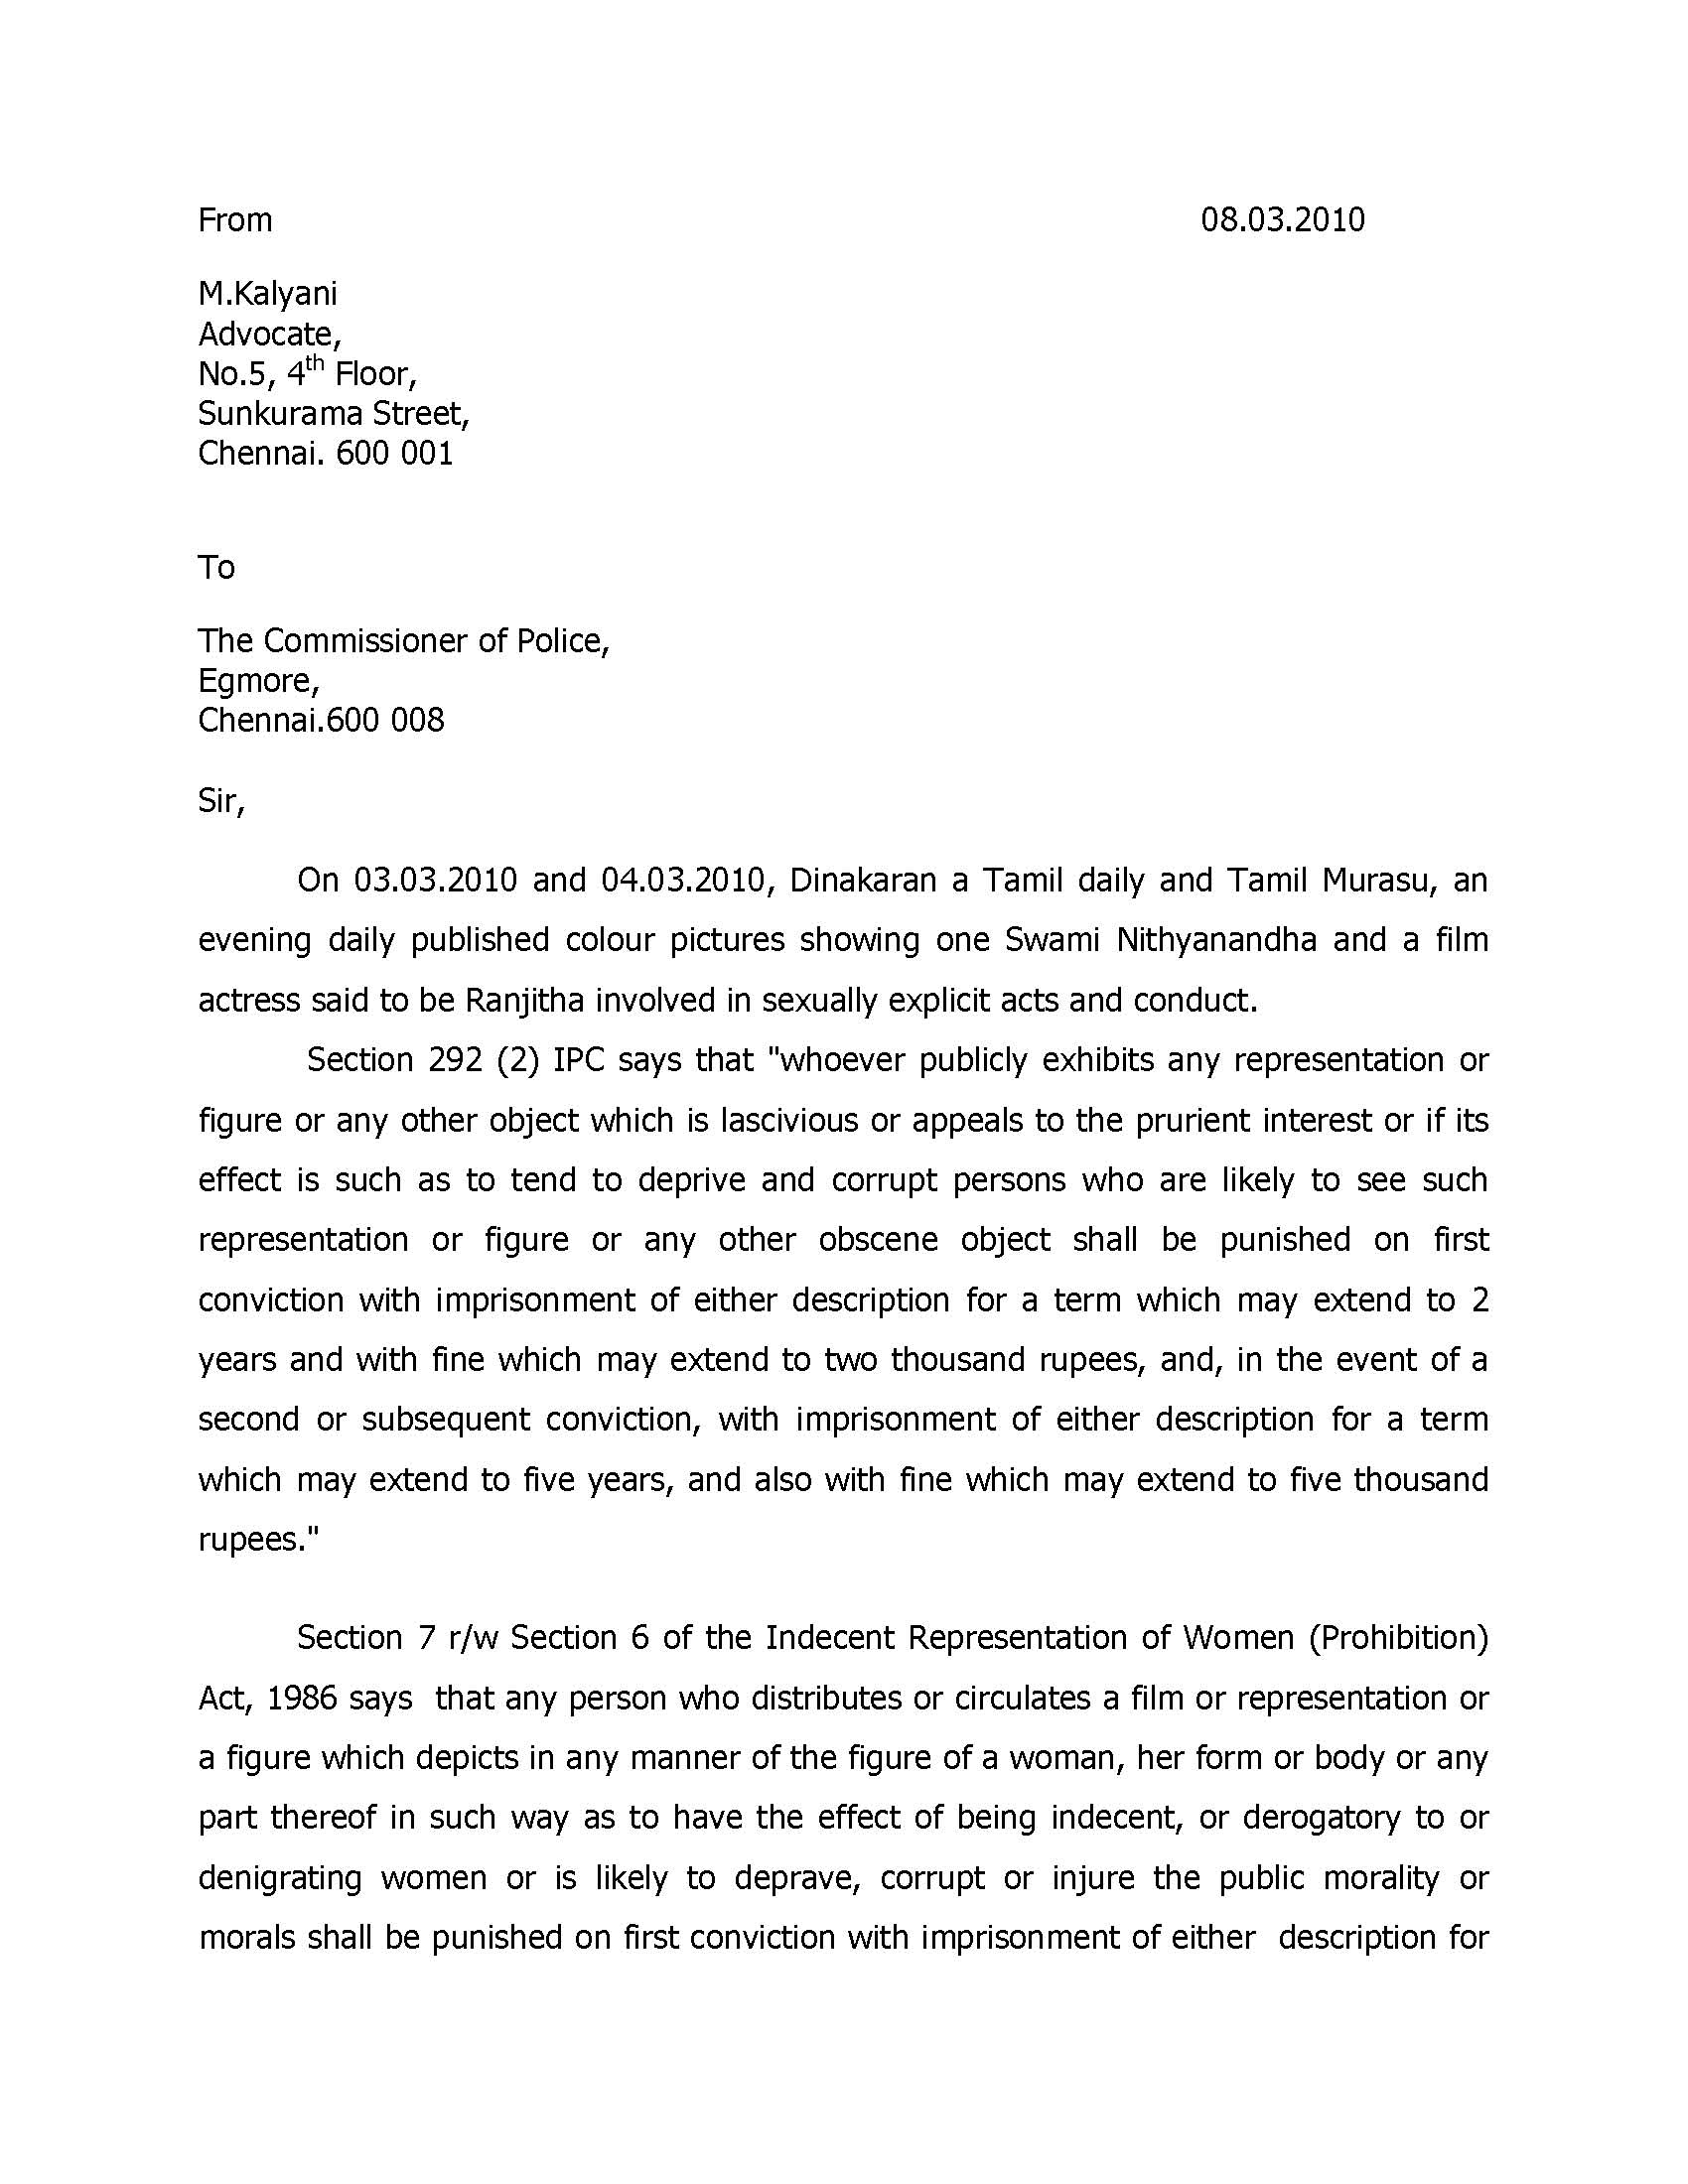 From 08.03.2010
M.Kalyani
Advocate,
No.5, 4th Floor,
Sunkurama Street,
Chennai. 600 001
To
The Commissioner of Police,
Egmore,
Chennai.600 008
Sir,
On 03.03.2010 and 04.03.2010, Dinakaran a Tamil daily and Tamil Murasu, an
evening daily published colour pictures showing one Swami Nithyanandha and a film
actress said to be Ranjitha involved in sexually explicit acts and conduct.
Section 292 (2) IPC says that "whoever publicly exhibits any representation or
figure or any other object which is lascivious or appeals to the prurient interest or if its
effect is such as to tend to deprive and corrupt persons who are likely to see such
representation or figure or any other obscene object shall be punished on first
conviction with imprisonment of either description for a term which may extend to 2
years and with fine which may extend to two thousand rupees, and, in the event of a
second or subsequent conviction, with imprisonment of either description for a term
which may extend to five years, and also with fine which may extend to five thousand
rupees."
Section 7 r/w Section 6 of the Indecent Representation of Women (Prohibition)
Act, 1986 says  that any person who distributes or circulates a film or representation or
a figure which depicts in any manner of the figure of a woman, her form or body or any
part thereof in such way as to have the effect of being indecent, or derogatory to or
denigrating women or is likely to deprave, corrupt or injure the public morality or
morals shall be punished on first conviction with imprisonment of either  description for